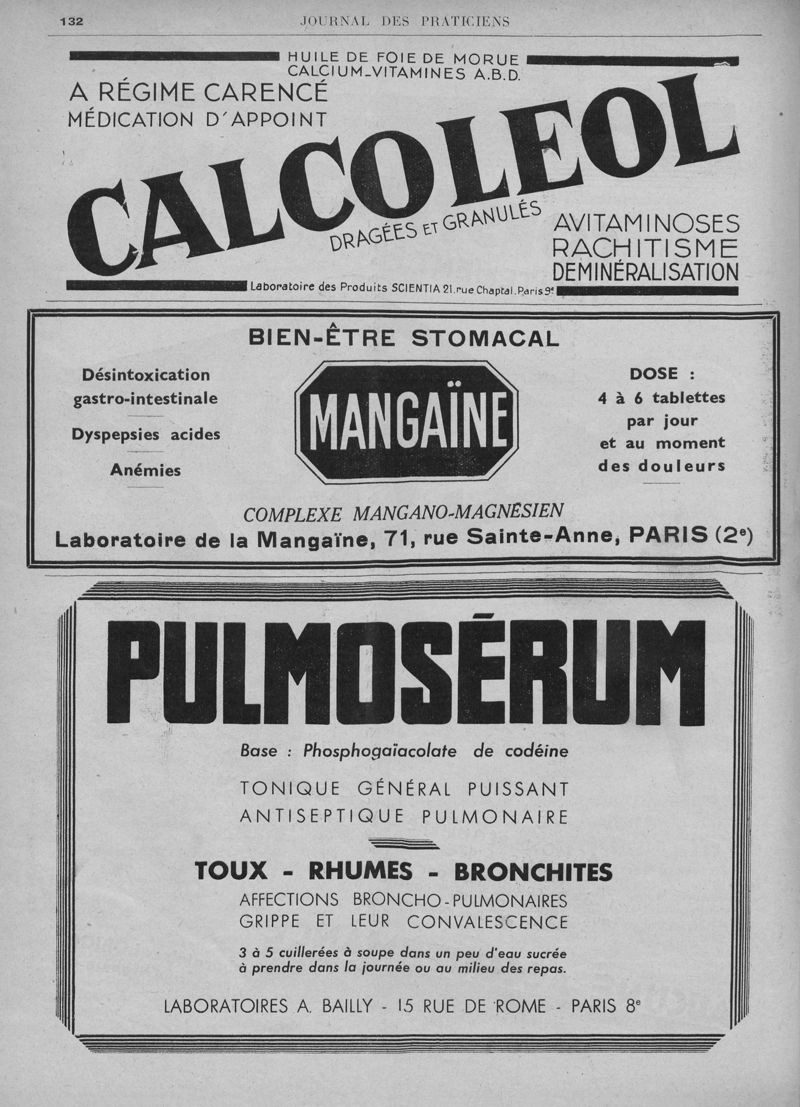 132
JOURNAL DES PRATICIENS
HUILE DE FOIE DE MORUE
CALCIUM-VITAMINES A.B.D.
A RÉGIME CARENCÉ
MÉDICATION D'APPOINT
CALCOLEOL
DRAGÉES ET GRANULÉS
AVITAMINOSES
RACHITISME
DEMINÉRALISATION
Laboratoire des Produits SCIENTIA 21.rue Chaptal.Paris 9e
BIEN-ÊTRE STOMACAL
Désintoxication
gastro-intestinale
Dyspepsies acides
Anémies
MANGAÏNE
DOSE :
4 à 6 tablettes
par jour
et au moment
des douleurs
COMPLEXE MANGANO-MAGNÉSIEN
Laboratoire de la Mangaïne, 71, rue Sainte-Anne, PARIS (2e)
PULMOSÉRUM
Base : Phosphogaïacolate de codéine
TONIQUE GÉNÉRAL PUISSANT
ANTISEPTIQUE PULMONAIRE
TOUX - RHUMES - BRONCHITES
AFFECTIONS BRONCHO-PULMONAIRES
GRIPPE ET LEUR CONVALESCENCE
3 à 5 cuillerées à soupe dans un peu d'eau sucrée
à prendre dans la journée ou au milieu des repas.
LABORATOIRES A. BAILLY - 15 RUE DE ROME - PARIS 8e